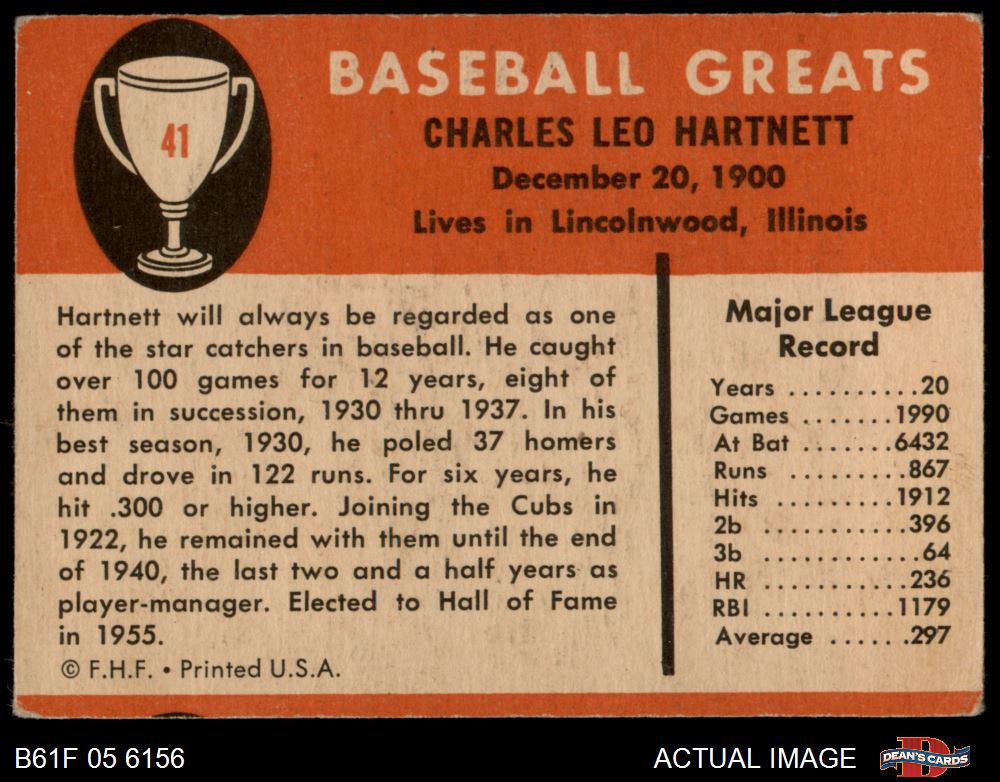 41
BASEBALL GREATS
CHARLES LEO HARTNETT
December 20, 1900
Lives in Lincolnwood, Illinois
Hartnett will always be regarded as one
of the star catchers in baseball. He caught
over 100 games for 12 years, eight of
them in succession, 1930 thru 1937. In his
best season, 1930, he poled 37 homers
and drove in 122 runs. For six years, he
hit .300 or higher. Joining the Cubs in
1922, he remained with them until the end
of 1940, the last two and a half years as
player-manager. Elected to Hall of Fame
in 1955.
© F.H.F. • Printed U.S.A.
Major League
Record
Years ..........20
Games .......1990
At Bat .......6432
Runs ..........867
Hits ..........1912
2b ...........396
3b ............64
HR ...........236
RBI ..........1179
Average ......297
B61F 05 6156
ACTUAL IMAGE
D
DEAN'S CARDS